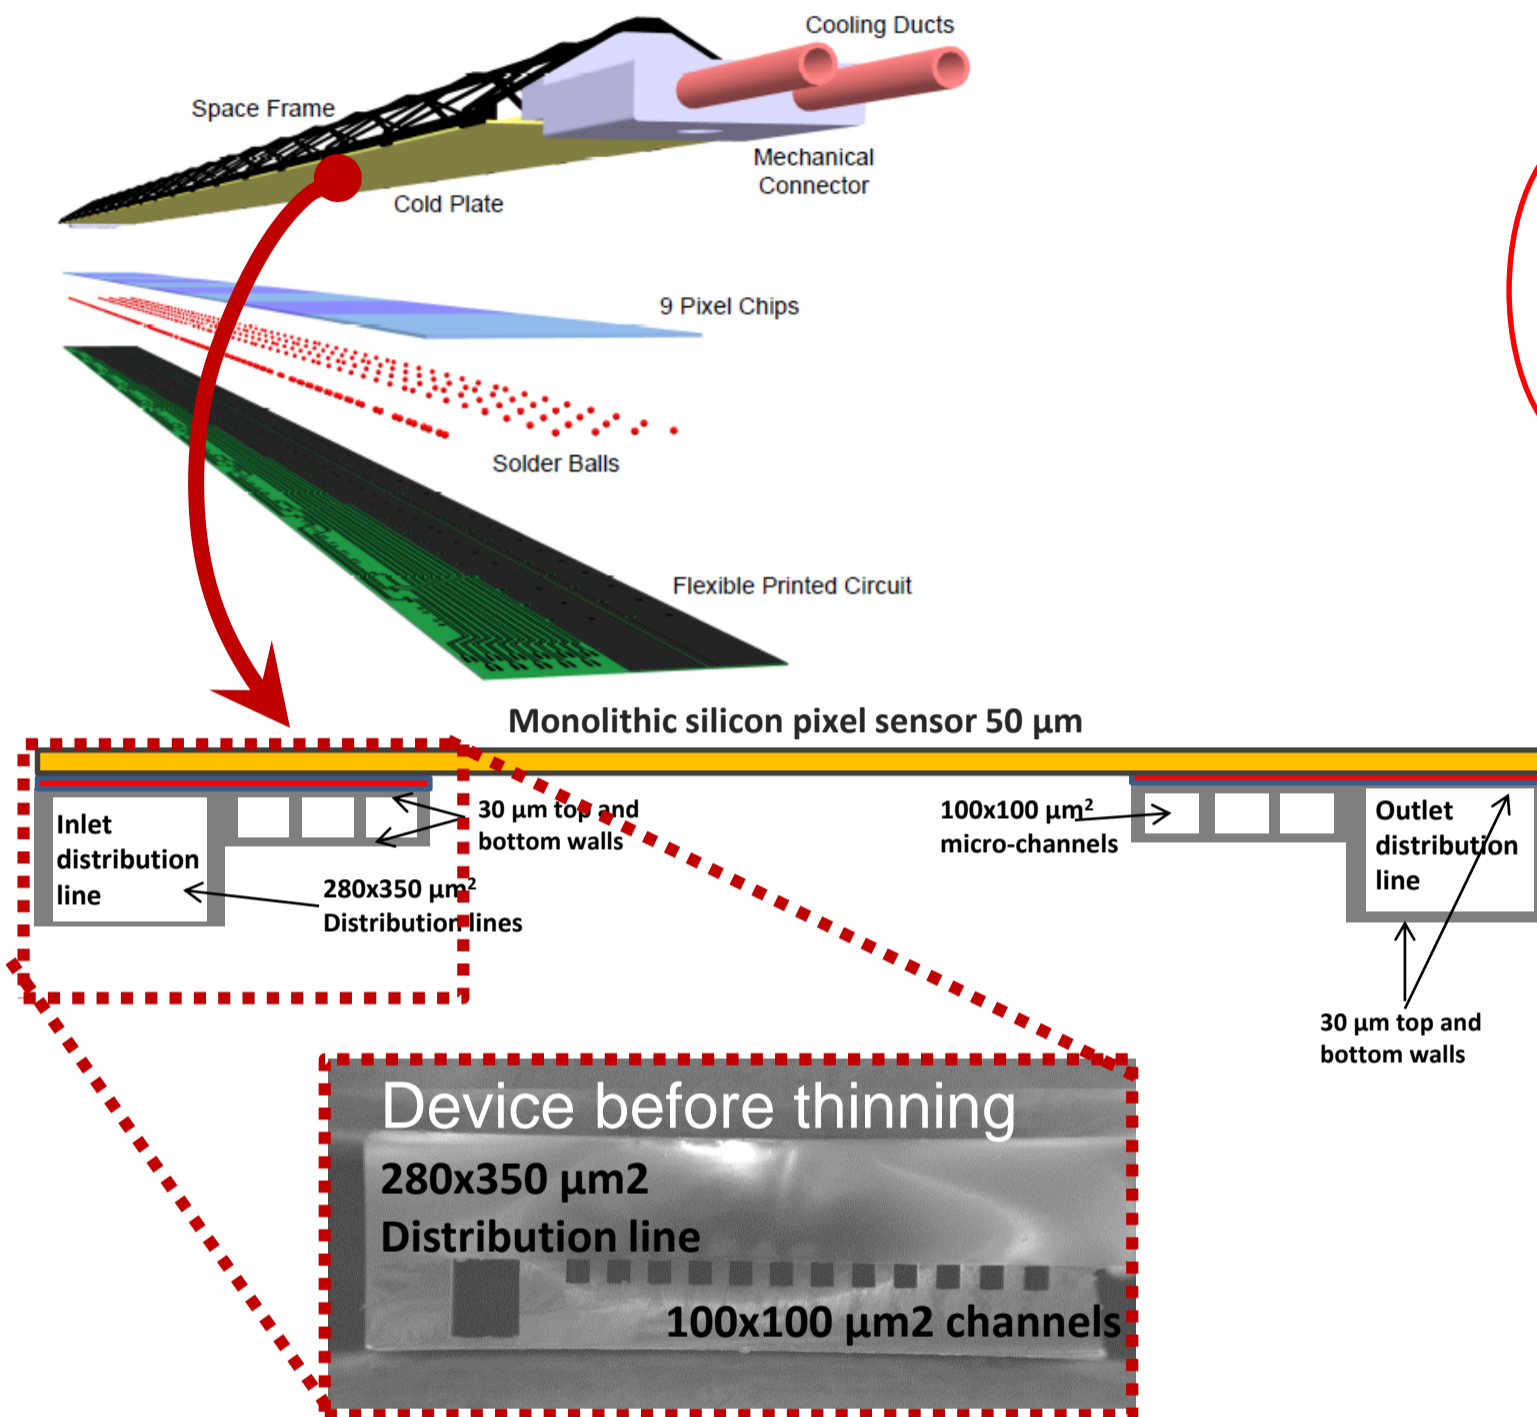 Cooling Ducts
Space Frame
Mechanical
Connector
Cold Plate
9 Pixel Chips
Solder Balls
Flexible Printed Circuit
Monolithic silicon pixel sensor 50 µm
Inlet
distribution
line
30 µm top and
bottom walls
280x350 µm²
Distribution lines
100x100 µm²
micro-channels
Outlet
distribution
line
30 µm top and
bottom walls
Device before thinning
280x350 µm2
Distribution line
100x100 µm2 channels